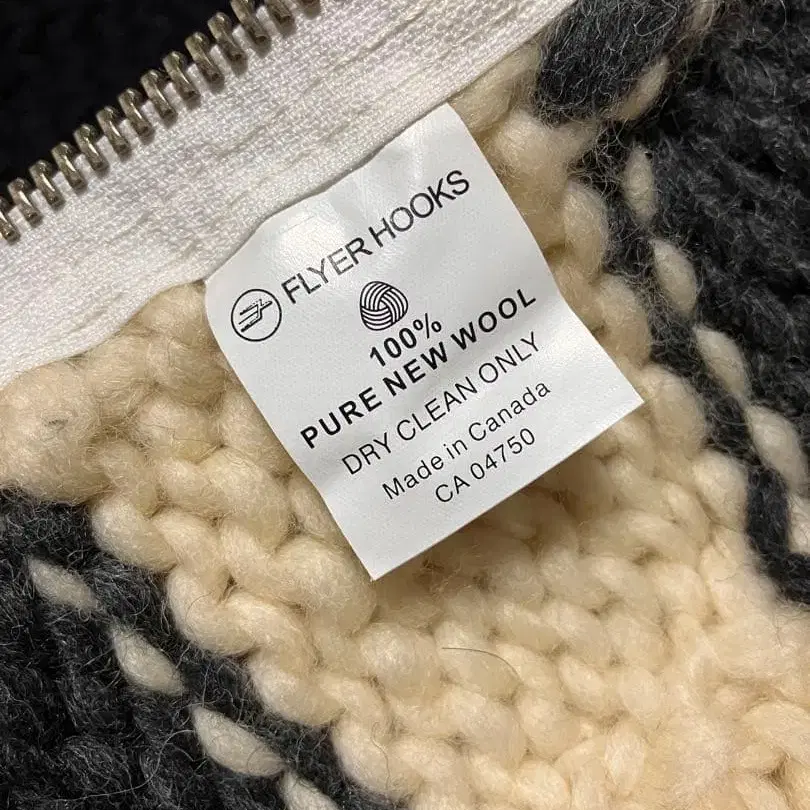 FLYER HOOKS
100%
PURE NEW WOOL
DRY CLEAN ONLY
Made in Canada
CA 04750